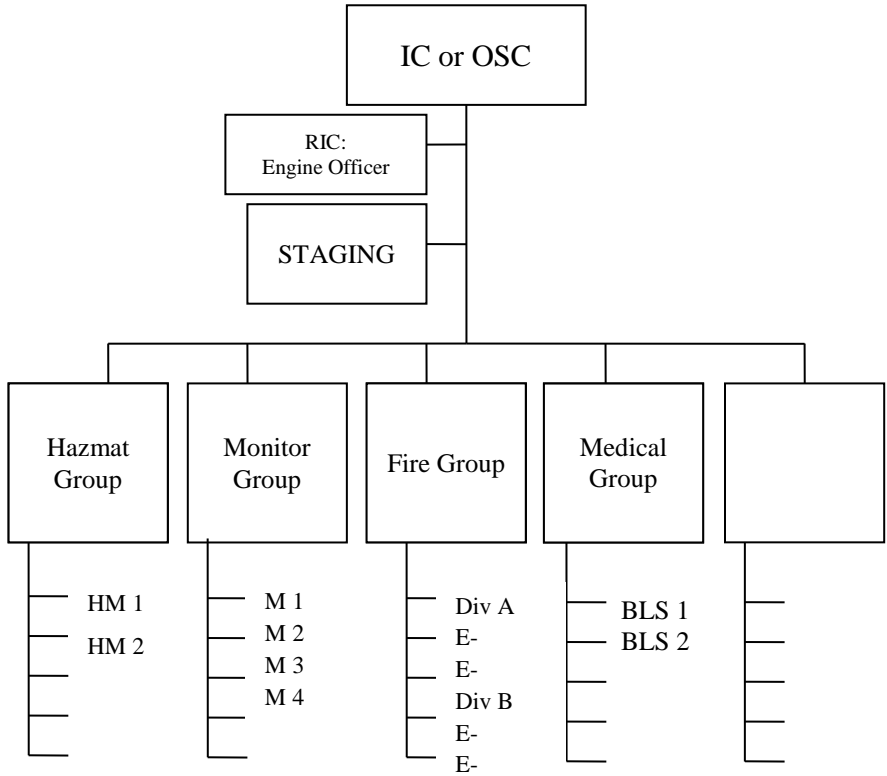 IC or OSC
RIC:
Engine Officer
STAGING
Hazmat
Group
Monitor
Group
Fire Group
Medical
Group
HM 1
HM 2
M 1
M 2
M 3
M 4
Div A
E-
E-
Div B
E-
E-
BLS 1
BLS 2